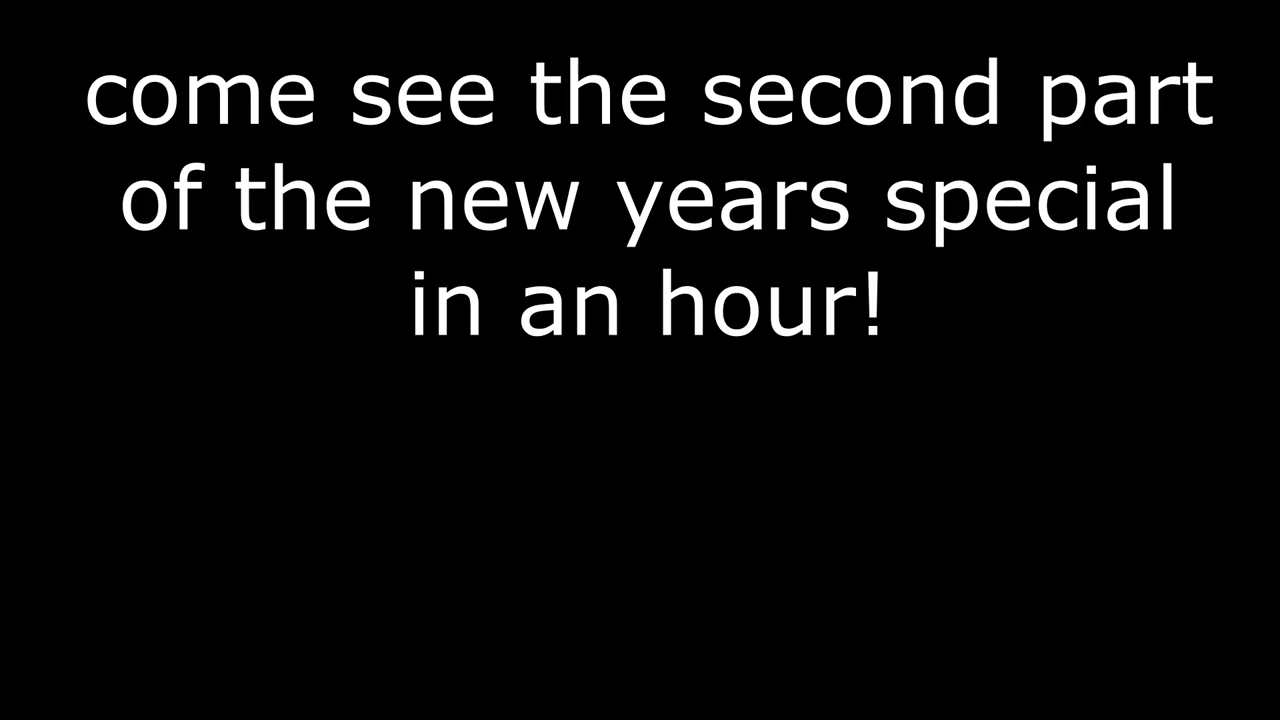 come see the second part
of the new years special
in an hour!